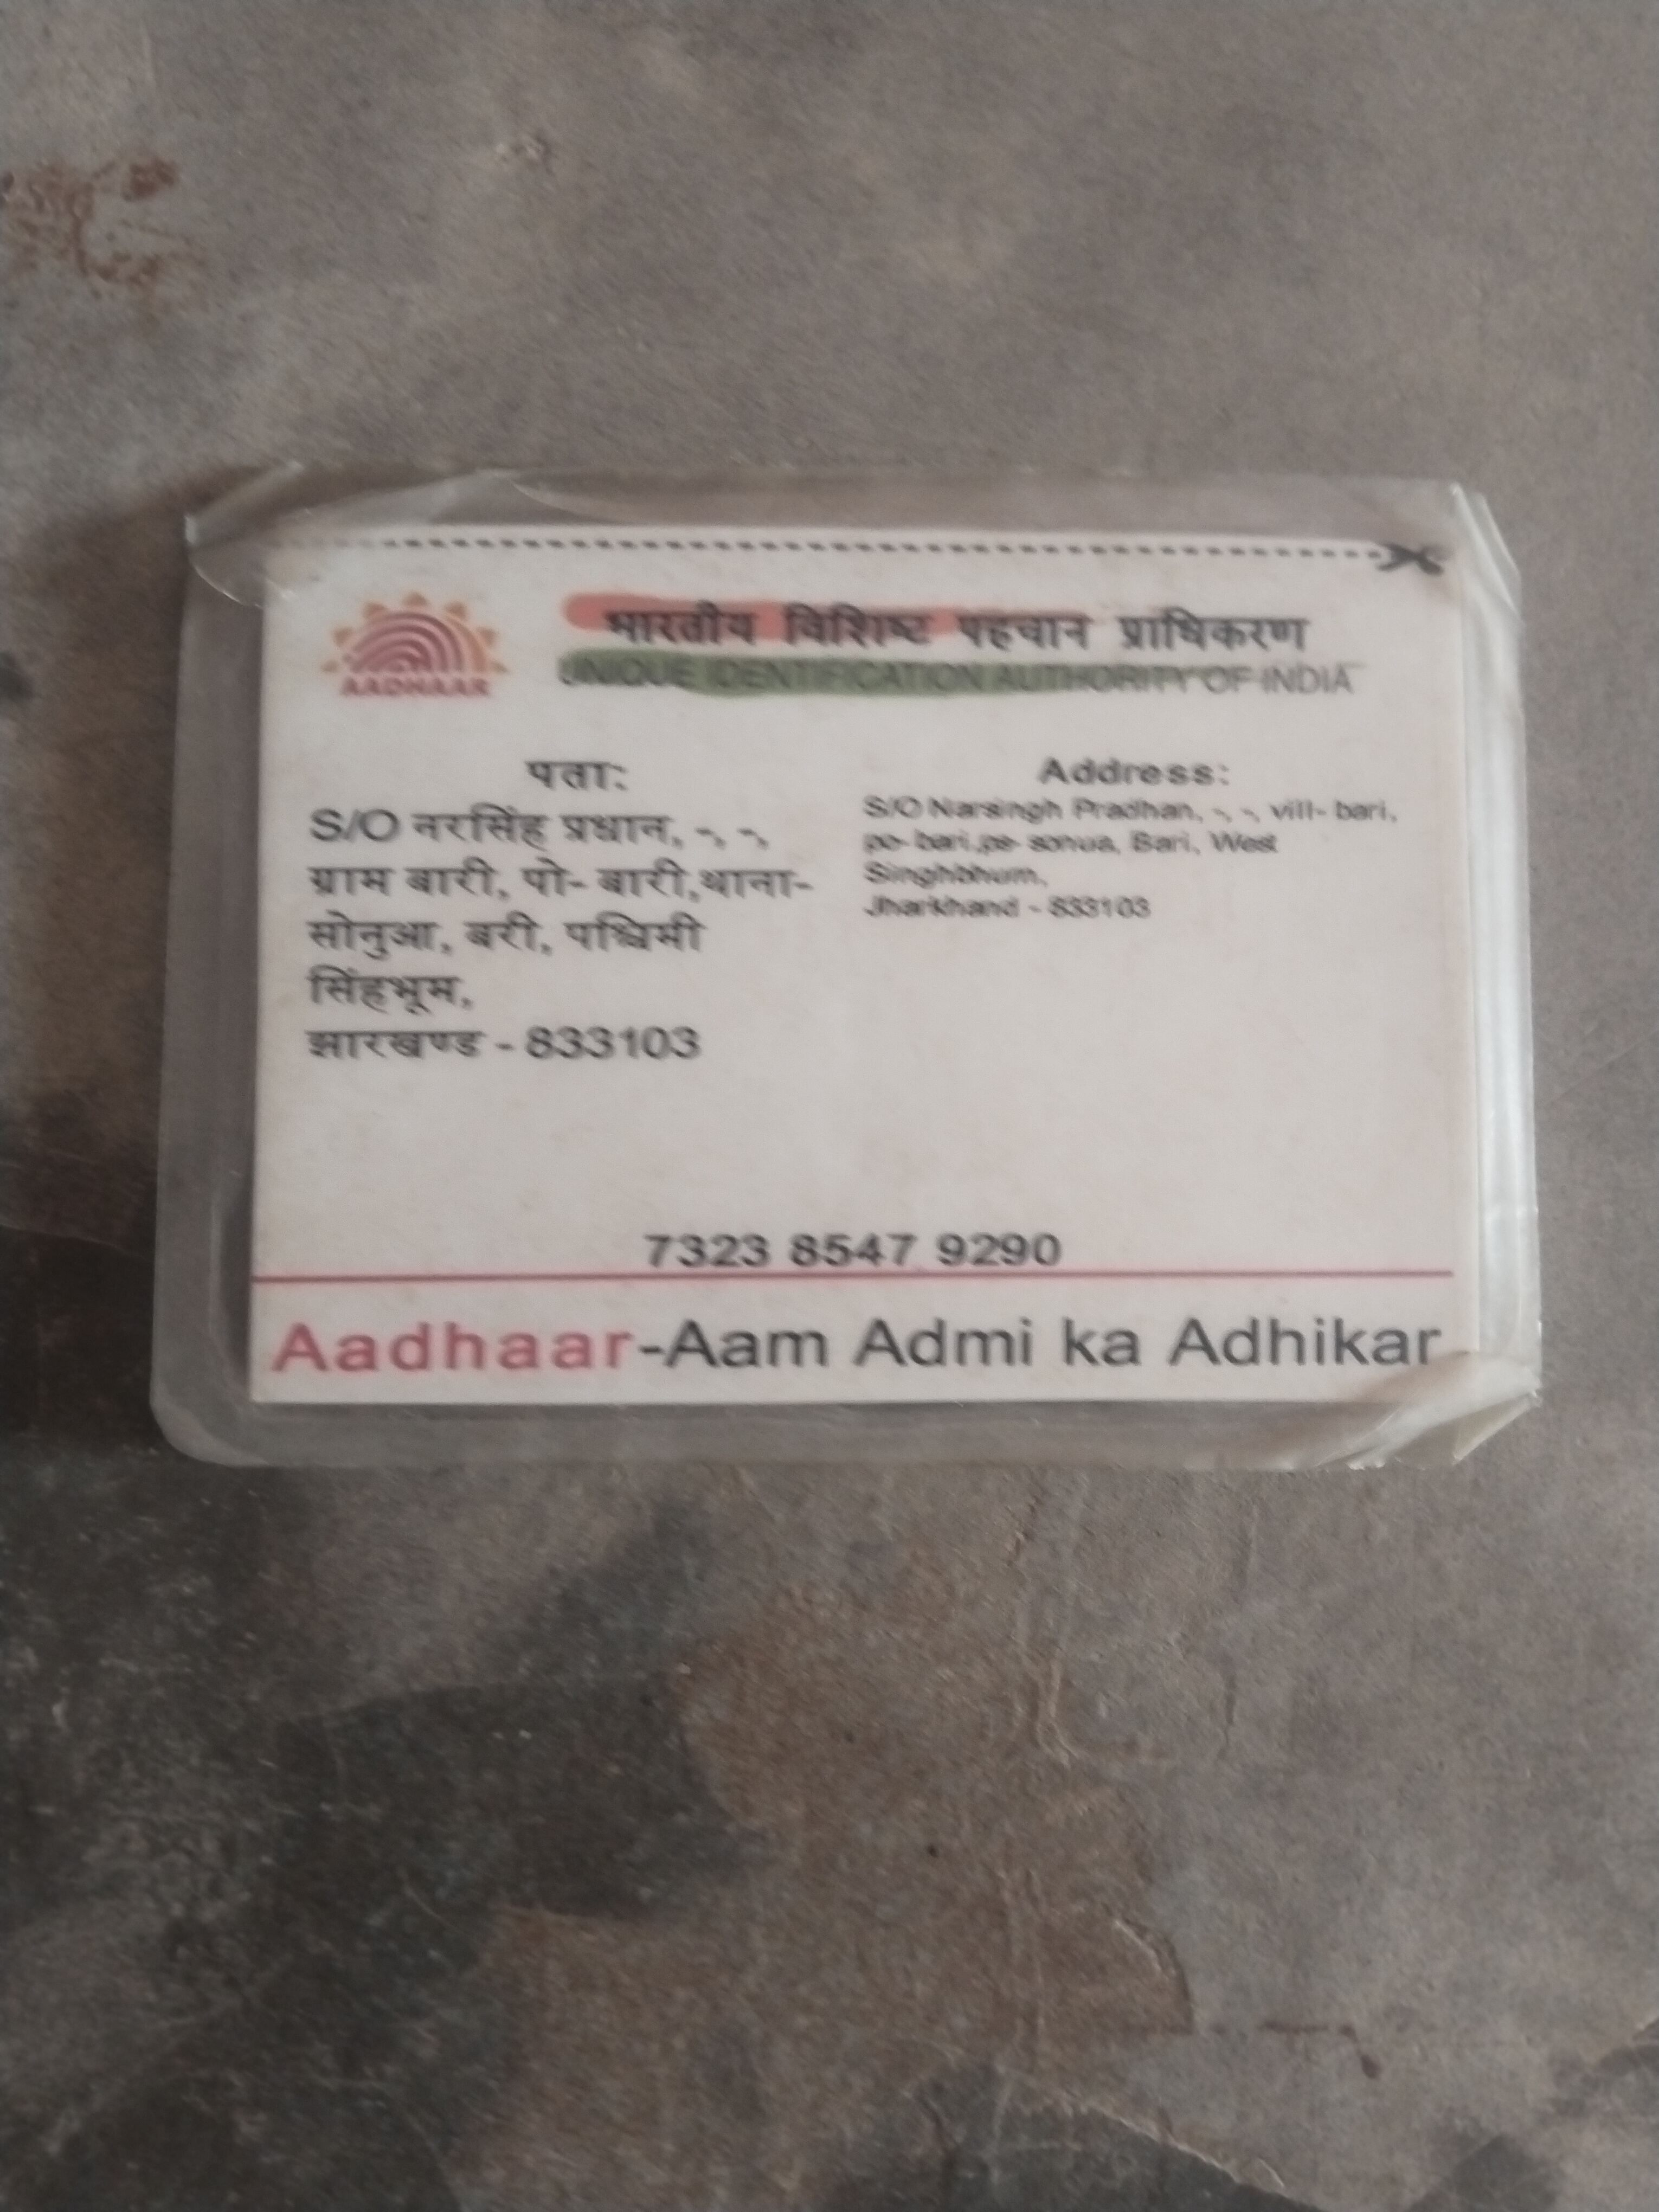 भारतीय विशिष्ट पहचान प्राधिकरण
UNIQUE IDENTIFICATION AUTHORITY OF INDIA
AADHAAR
पता:
S/O नरसिंह प्रधान, -, -,
ग्राम बारी, पो- बारी,थाना-
सोनुआ, बरी, पश्चिमी
सिंहभूम,
झारखण्ड - 833103
Address:
S/O Narsingh Pradhan, -, -, vill- bari,
po- bari,ps- sonua, Bari, West
Singhbhum,
Jharkhand - 833103
7323 8547 9290
Aadhaar-Aam Admi ka Adhikar